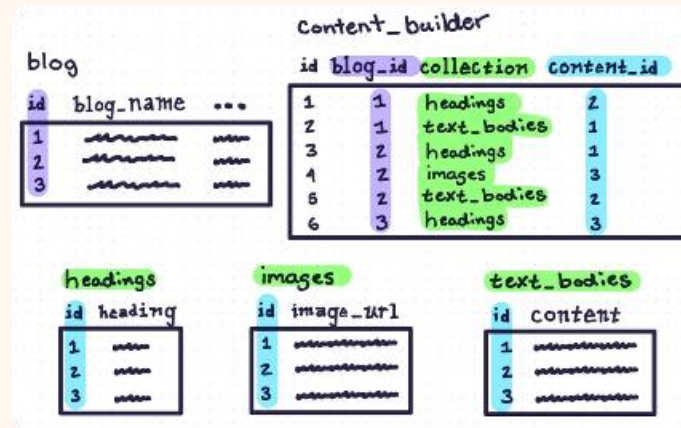 content_builder
id blog_id collection content_id
1 1 headings 2
2 1 text_bodies 1
3 2 headings 1
4 2 images 3
5 2 text_bodies 2
6 3 headings 3
blog
id blog_name ...
1
2
3
headings
id heading
1
2
3
images
id image_url
1
2
3
text_bodies
id content
1
2
3